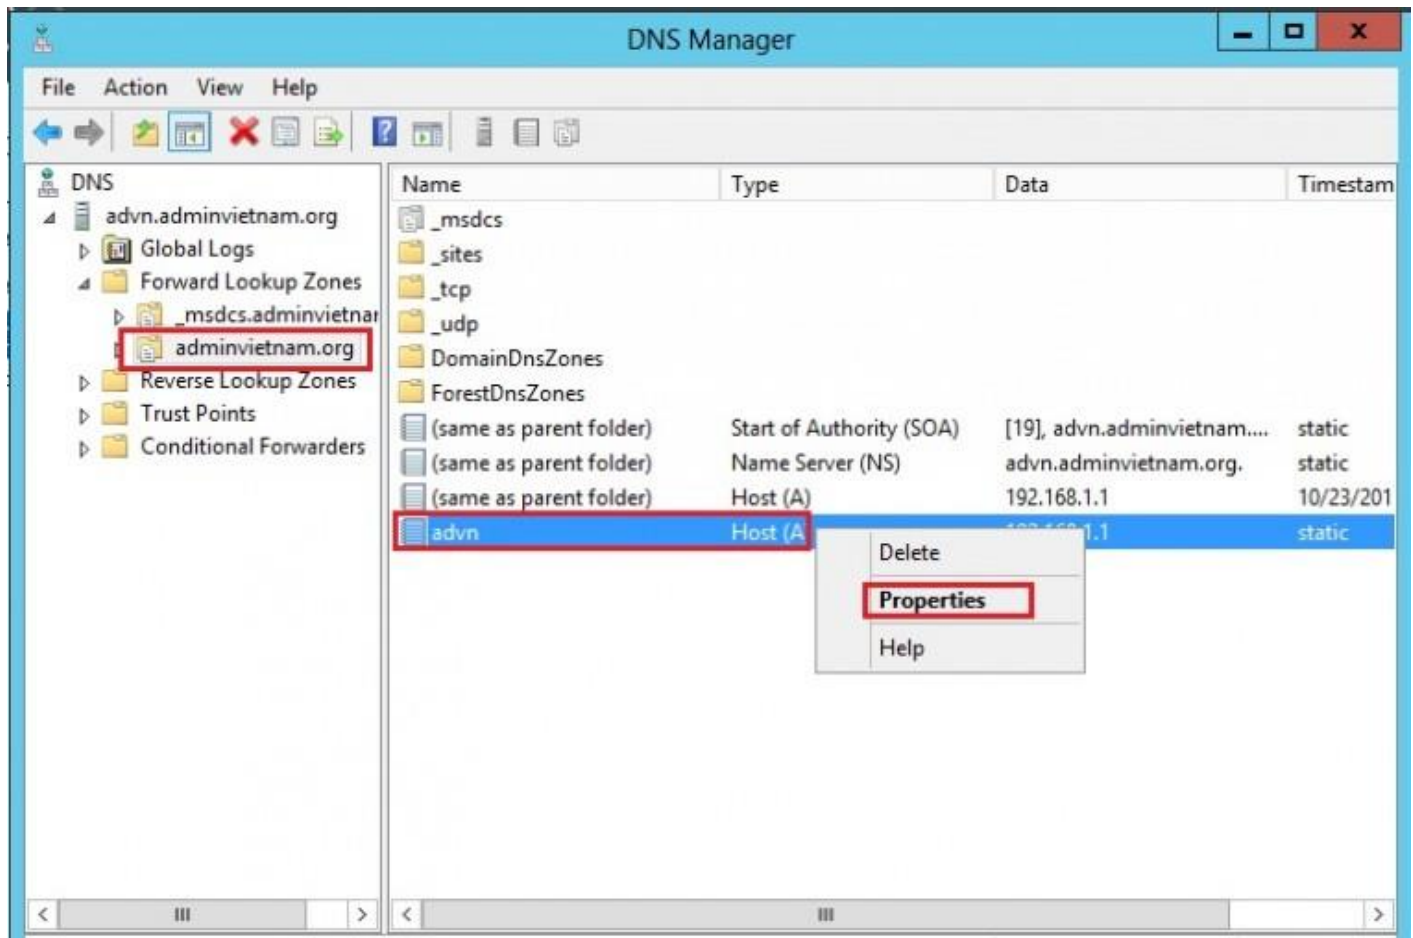 DNS Manager
File Action View Help
DNS
advn.adminvietnam.org
Global Logs
Forward Lookup Zones
_msdcs.adminvietnar
adminvietnam.org
Reverse Lookup Zones
Trust Points
Conditional Forwarders
Name Type Data Timestam
_msdcs
_sites
_tcp
_udp
DomainDnsZones
ForestDnsZones
(same as parent folder) Start of Authority (SOA) [19], advn.adminvietnam.... static
(same as parent folder) Name Server (NS) advn.adminvietnam.org. static
(same as parent folder) Host (A) 192.168.1.1 10/23/201
advn Host (A 192.168.1.1 static
Delete
Properties
Help